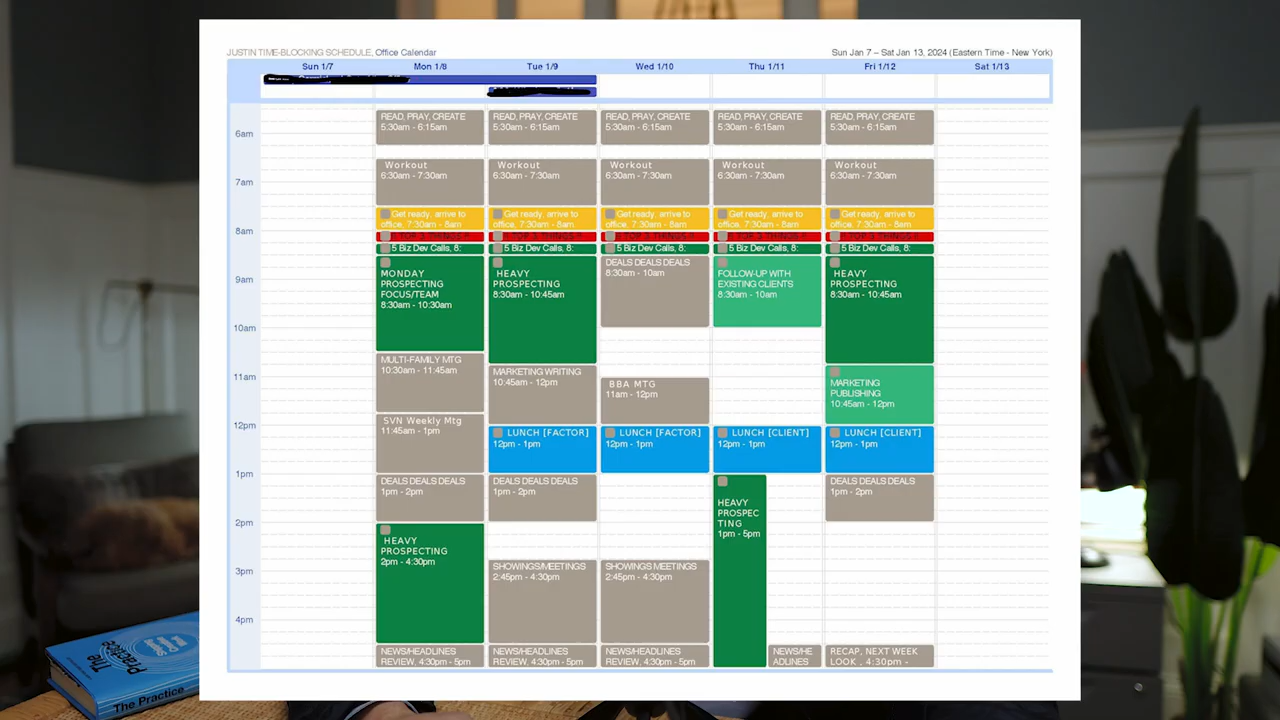 JUSTIN TIME-BLOCKING SCHEDULE, Office Calendar
Sun Jan 7 – Sat Jan 13, 2024 (Eastern Time - New York)
Sun 1/7
Mon 1/8
Tue 1/9
Wed 1/10
Thu 1/11
Fri 1/12
Sat 1/13
6am
7am
8am
9am
10am
11am
12pm
1pm
2pm
3pm
4pm
READ, PRAY, CREATE
5:30am - 6:15am
Workout
6:30am - 7:30am
Get ready, arrive to
office, 7:30am - 8am
5 Biz Dev Calls, 8:
MONDAY
PROSPECTING
FOCUS/TEAM
8:30am - 10:30am
MULTI-FAMILY MTG
10:30am - 11:45am
SVN Weekly Mtg
11:45am - 1pm
DEALS DEALS DEALS
1pm - 2pm
HEAVY
PROSPECTING
2pm - 4:30pm
NEWS/HEADLINES
REVIEW, 4:30pm - 5pm
READ, PRAY, CREATE
5:30am - 6:15am
Workout
6:30am - 7:30am
Get ready, arrive to
office, 7:30am - 8am
5 Biz Dev Calls, 8:
HEAVY
PROSPECTING
8:30am - 10:45am
MARKETING WRITING
10:45am - 12pm
LUNCH [FACTOR]
12pm - 1pm
DEALS DEALS DEALS
1pm - 2pm
SHOWINGS/MEETINGS
2:45pm - 4:30pm
NEWS/HEADLINES
REVIEW, 4:30pm - 5pm
READ, PRAY, CREATE
5:30am - 6:15am
Workout
6:30am - 7:30am
Get ready, arrive to
office, 7:30am - 8am
5 Biz Dev Calls, 8:
DEALS DEALS DEALS
8:30am - 10am
BBA MTG
11am - 12pm
LUNCH [FACTOR]
12pm - 1pm
SHOWINGS MEETINGS
2:45pm - 4:30pm
NEWS/HEADLINES
REVIEW, 4:30pm - 5pm
READ, PRAY, CREATE
5:30am - 6:15am
Workout
6:30am - 7:30am
Get ready, arrive to
office, 7:30am - 8am
5 Biz Dev Calls, 8:
FOLLOW-UP WITH
EXISTING CLIENTS
8:30am - 10am
LUNCH [CLIENT]
12pm - 1pm
HEAVY
PROSPEC
TING
1pm - 5pm
NEWS/HE
ADLINES
READ, PRAY, CREATE
5:30am - 6:15am
Workout
6:30am - 7:30am
Get ready, arrive to
office, 7:30am - 8am
5 Biz Dev Calls, 8:
HEAVY
PROSPECTING
8:30am - 10:45am
MARKETING
PUBLISHING
10:45am - 12pm
LUNCH [CLIENT]
12pm - 1pm
DEALS DEALS DEALS
1pm - 2pm
RECAP, NEXT WEEK
LOOK , 4:30pm -
The Practice
The Practice